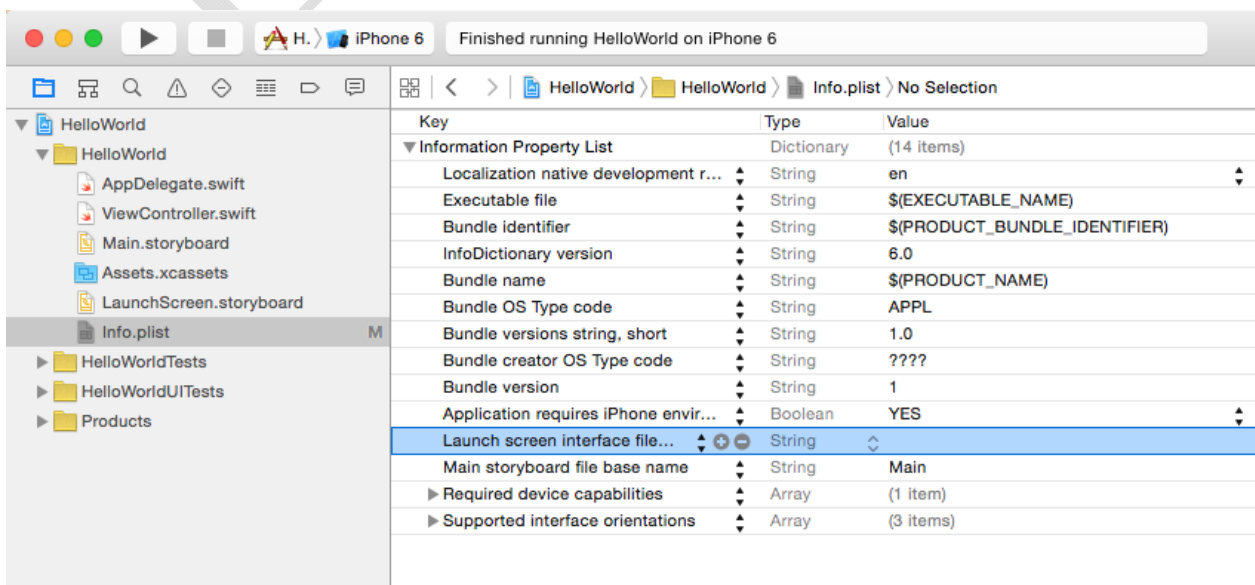 H. iPhone 6 Finished running HelloWorld on iPhone 6
HelloWorld HelloWorld Info.plist No Selection
HelloWorld
HelloWorld
AppDelegate.swift
ViewController.swift
Main.storyboard
Assets.xcassets
LaunchScreen.storyboard
Info.plist M
HelloWorldTests
HelloWorldUITests
Products
Key Type Value
Information Property List Dictionary (14 items)
Localization native development r... String en
Executable file String $(EXECUTABLE_NAME)
Bundle identifier String $(PRODUCT_BUNDLE_IDENTIFIER)
InfoDictionary version String 6.0
Bundle name String $(PRODUCT_NAME)
Bundle OS Type code String APPL
Bundle versions string, short String 1.0
Bundle creator OS Type code String ????
Bundle version String 1
Application requires iPhone envir... Boolean YES
Launch screen interface file... String
Main storyboard file base name String Main
Required device capabilities Array (1 item)
Supported interface orientations Array (3 items)